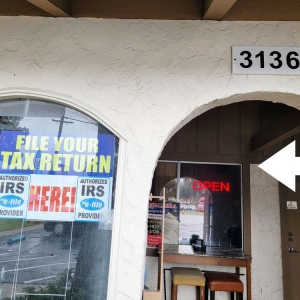 3136
FILE YOUR
TAX RETURN
AUTHORIZED
IRS
e-file
PROVIDER
HERE!
AUTHORIZED
IRS
e-file
PROVIDER
OPEN